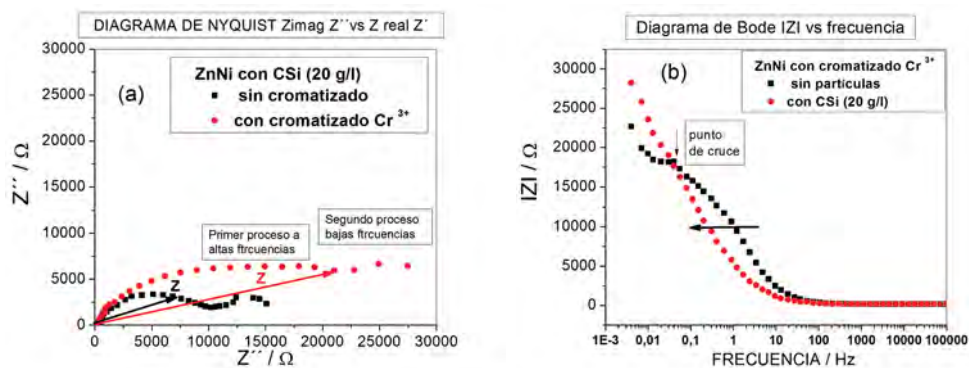 DIAGRAMA DE NYQUIST Zimag Z´´vs Z real Z´
30000
25000
20000
15000
10000
5000
0
Z´´/ Ω
(a)
ZnNi con CSi (20 g/l)
sin cromatizado
con cromatizado Cr 3+
Primer proceso a
altas ftrcuencias
Segundo proceso
bajas ftrcuencias
Z
Z
0 5000 10000 15000 20000 25000 30000
Z´´/ Ω
Diagrama de Bode IZI vs frecuencia
30000
25000
20000
15000
10000
5000
0
IZI / Ω
(b)
ZnNi con cromatizado Cr 3+
sin partículas
con CSi (20 g/l)
punto
de cruce
1E-3 0,01 0,1 1 10 100 1000 10000 100000
FRECUENCIA / Hz